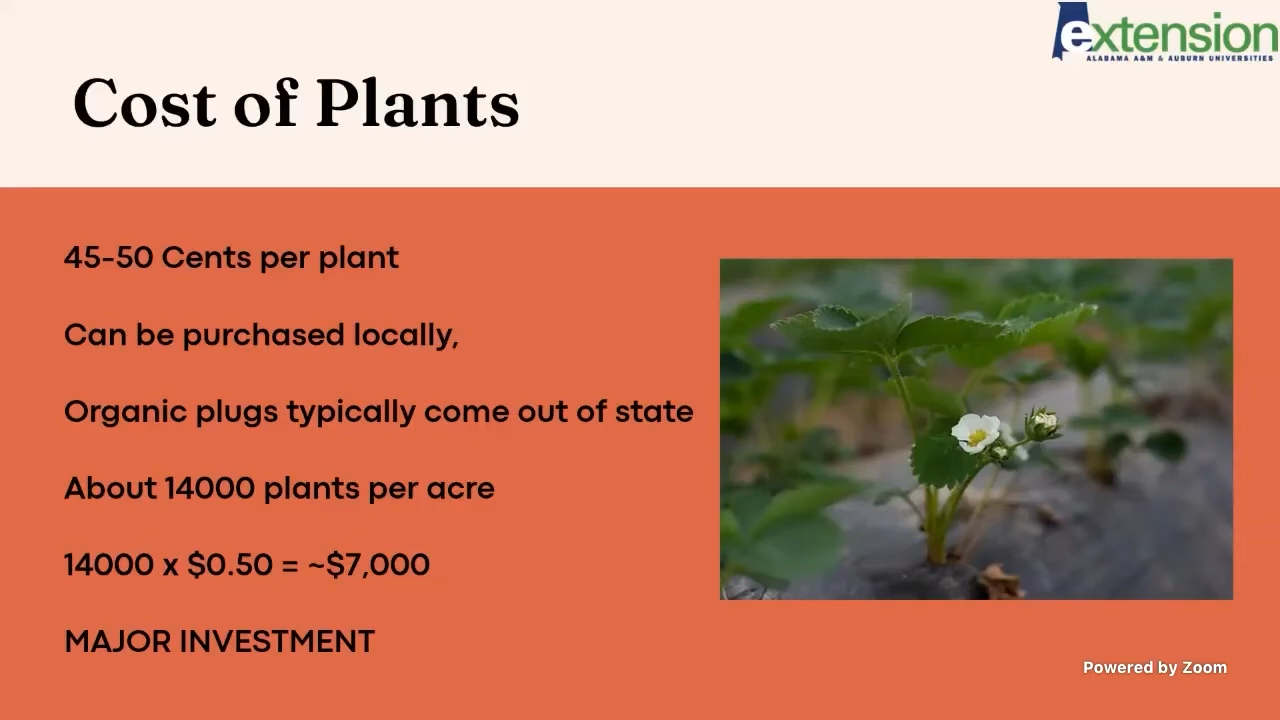 extension
ALABAMA A&M & AUBURN UNIVERSITIES
Cost of Plants
45-50 Cents per plant
Can be purchased locally,
Organic plugs typically come out of state
About 14000 plants per acre
14000 x $0.50 = ~$7,000
MAJOR INVESTMENT
Powered by Zoom